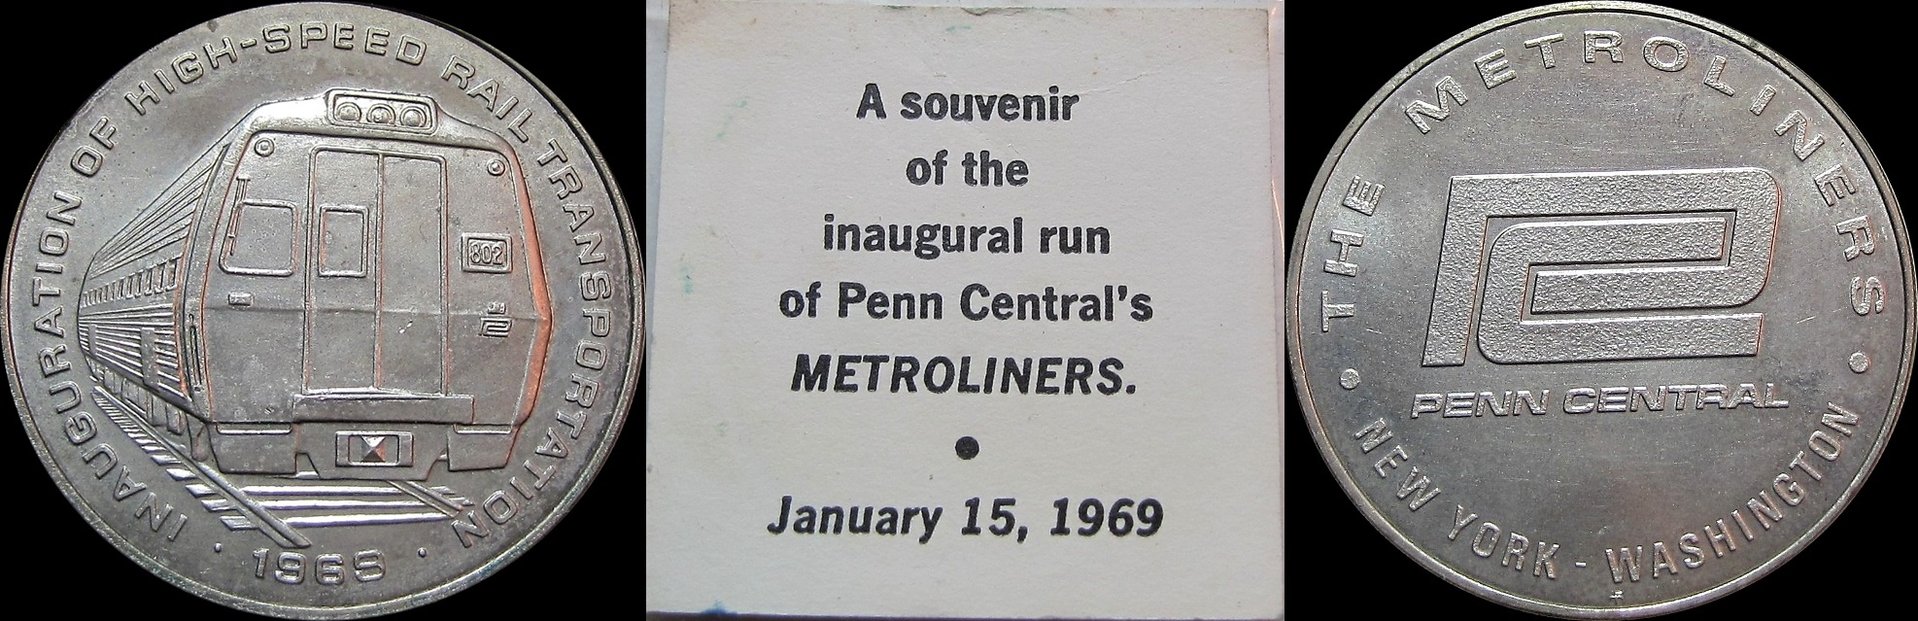 INAUGURATION OF HIGH-SPEED RAIL TRANSPORTATION
802
· 1969 ·
A souvenir
of the
inaugural run
of Penn Central's
METROLINERS.
•
January 15, 1969
THE METROLINERS
PENN CENTRAL
• NEW YORK - WASHINGTON •